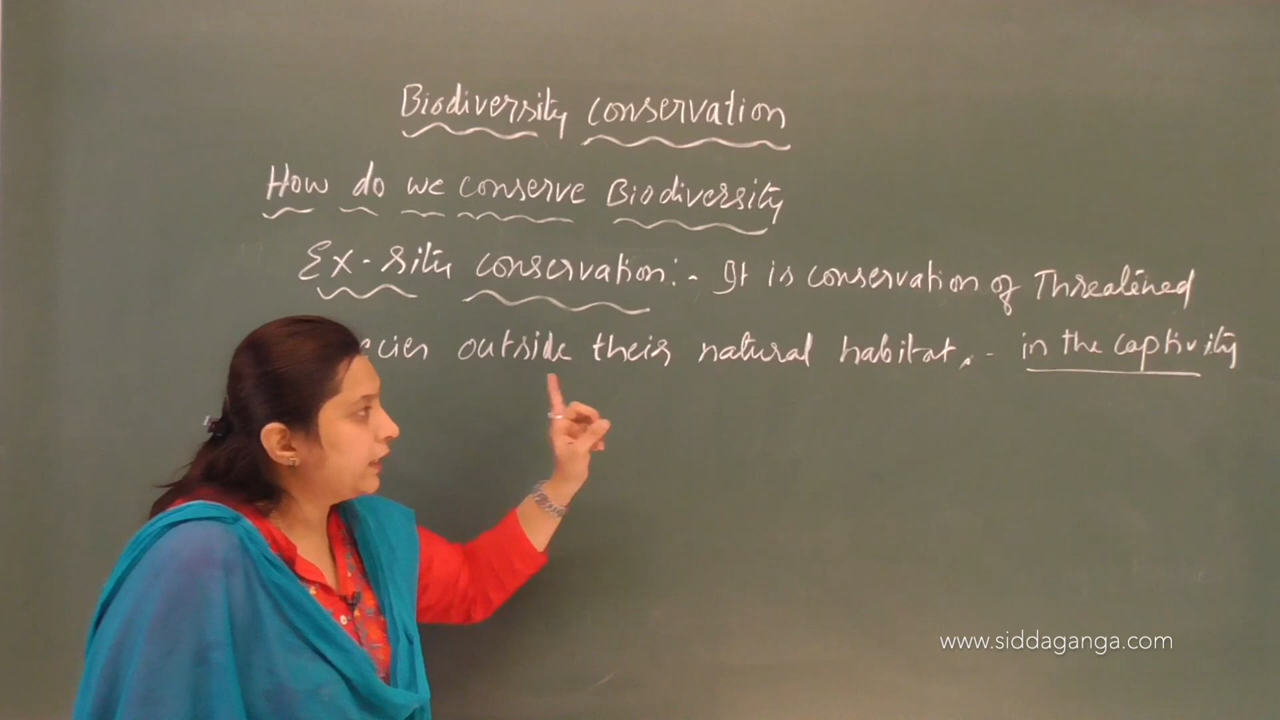 Biodiversity conservation
How do we conserve Biodiversity
Ex-situ conservation:- It is conservation of Threatened
outside their natural habitat, - in the captivity
www.siddaganga.com